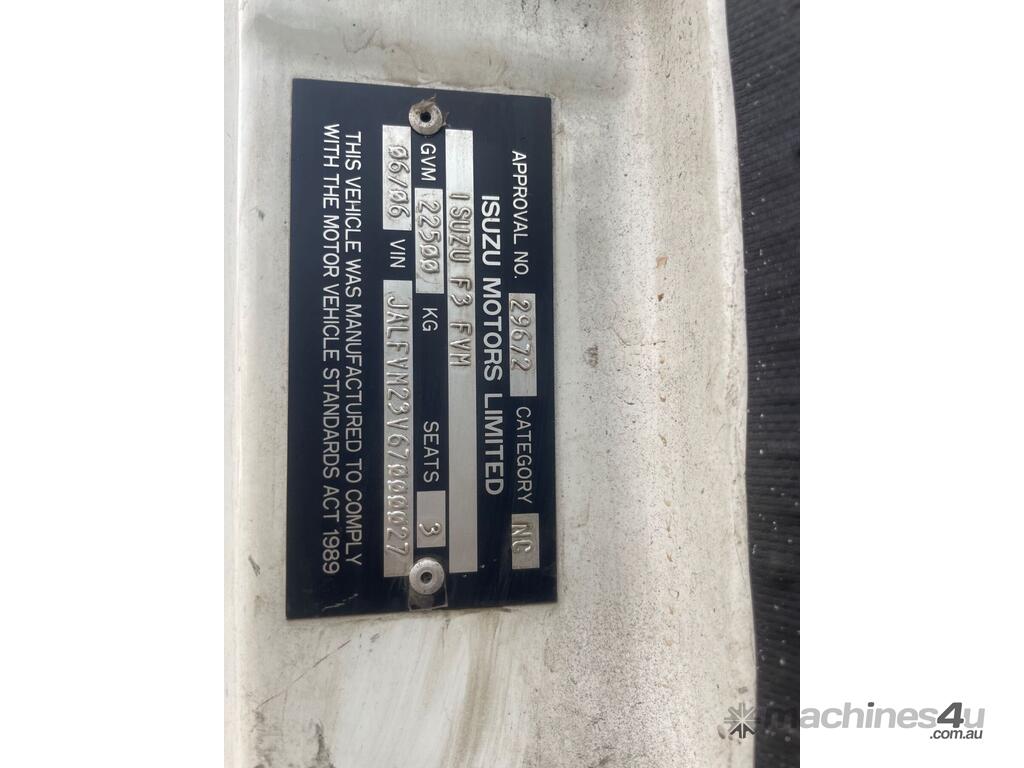 APPROVAL NO. 29672 CATEGORY NC
ISUZU MOTORS LIMITED
ISUZU F3 FVM
GVM 22500 KG SEATS 3
06/06 VIN JALFVM23V67000027
THIS VEHICLE WAS MANUFACTURED TO COMPLY
WITH THE MOTOR VEHICLE STANDARDS ACT 1989
machines4u
.com.au